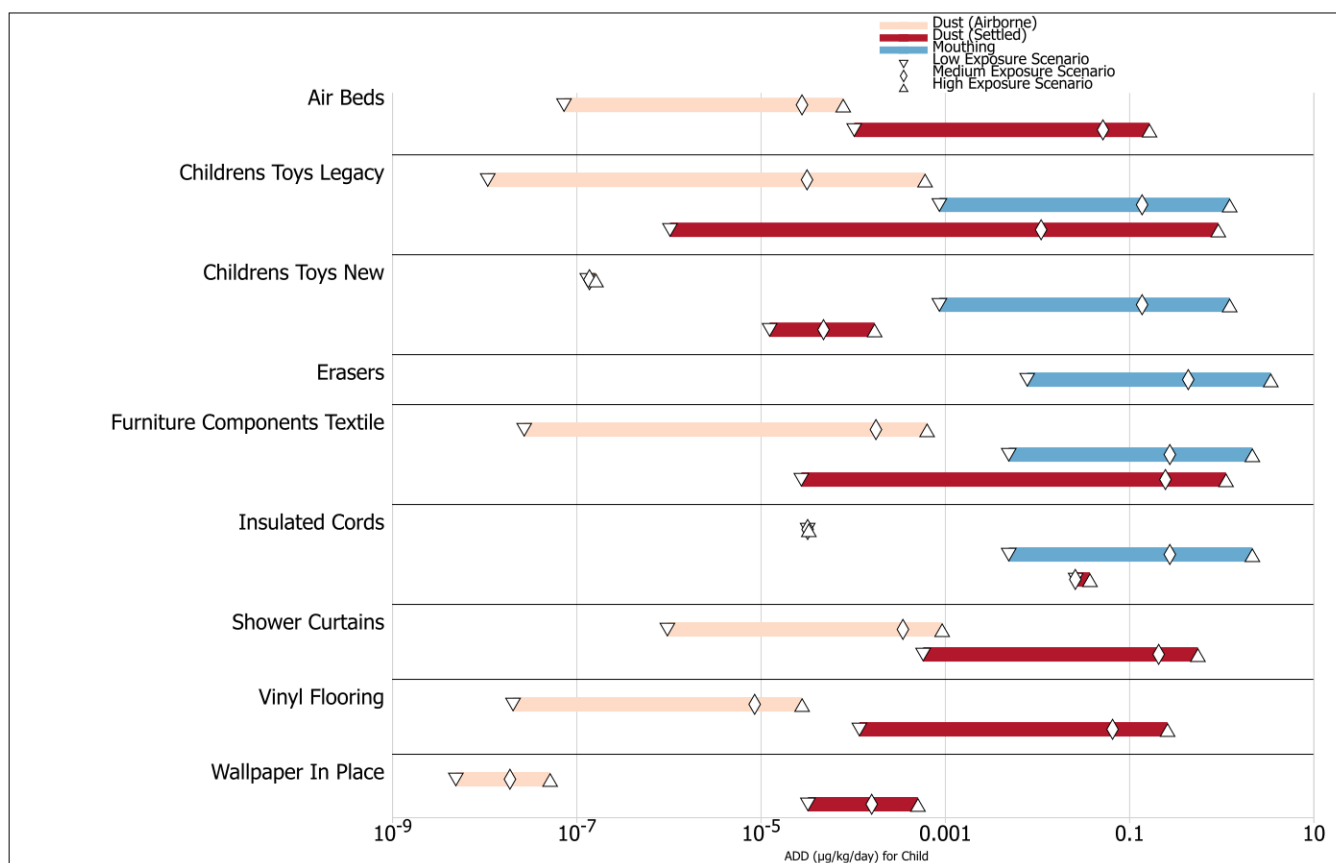 Dust (Airborne)
Dust (Settled)
Mouthing
Low Exposure Scenario
Medium Exposure Scenario
High Exposure Scenario
Air Beds
Childrens Toys Legacy
Childrens Toys New
Erasers
Furniture Components Textile
Insulated Cords
Shower Curtains
Vinyl Flooring
Wallpaper In Place
10⁻⁹ 10⁻⁷ 10⁻⁵ 0.001 0.1 10
ADD (µg/kg/day) for Child